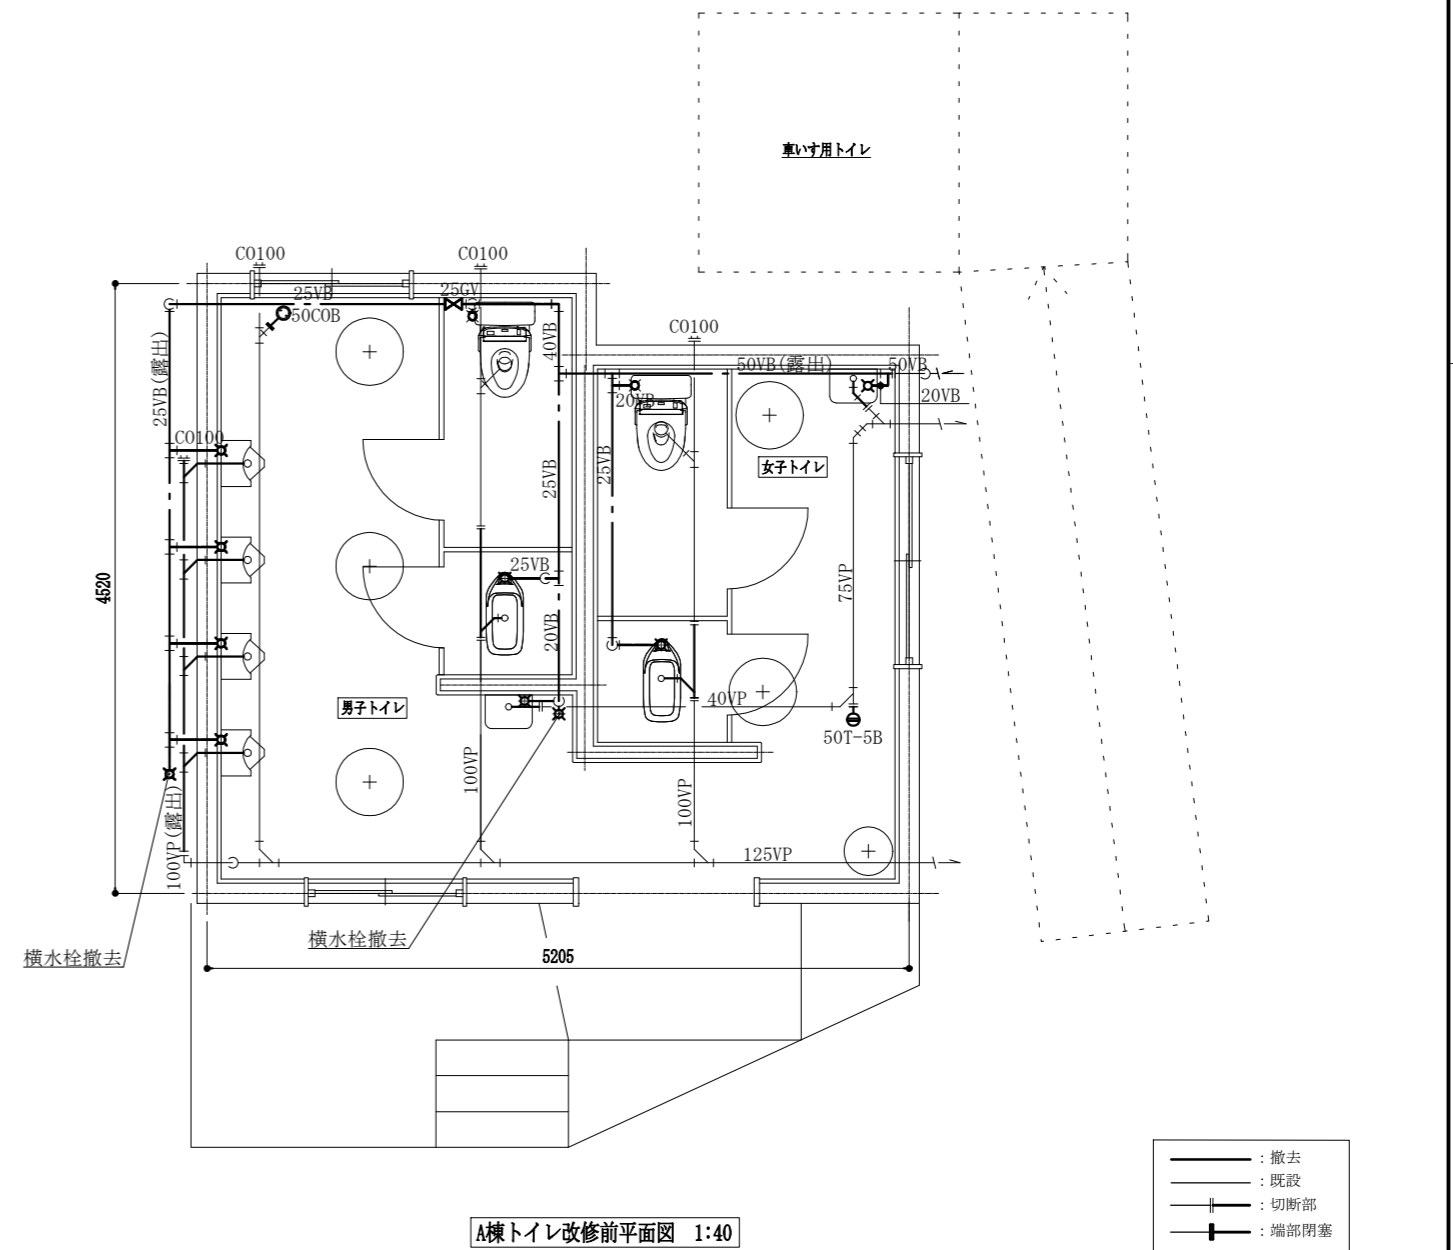 車いす用トイレ
CO100
CO100
25VB
25GV
50COB
40VB
CO100
50VB(露出)
50VB
20VB
20VB
25VB(露出)
CO100
25VB
25VB
女子トイレ
4520
25VB
20VB
75VP
男子トイレ
40VP
50T-5B
100VP
100VP
100VP(露出)
125VP
横水栓撤去
横水栓撤去
5205
A棟トイレ改修前平面図 1:40
：撤去
：既設
：切断部
：端部閉塞